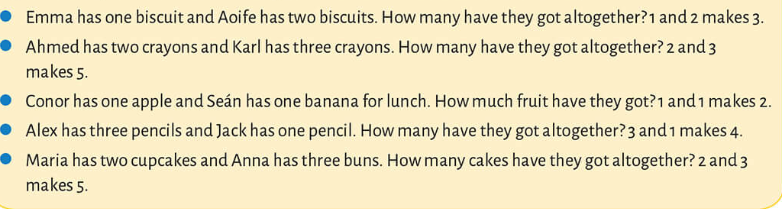 Emma has one biscuit and Aoife has two biscuits. How many have they got altogether? 1 and 2 makes 3.
Ahmed has two crayons and Karl has three crayons. How many have they got altogether? 2 and 3
makes 5.
Conor has one apple and Seán has one banana for lunch. How much fruit have they got? 1 and 1 makes 2.
Alex has three pencils and Jack has one pencil. How many have they got altogether? 3 and 1 makes 4.
Maria has two cupcakes and Anna has three buns. How many cakes have they got altogether? 2 and 3
makes 5.